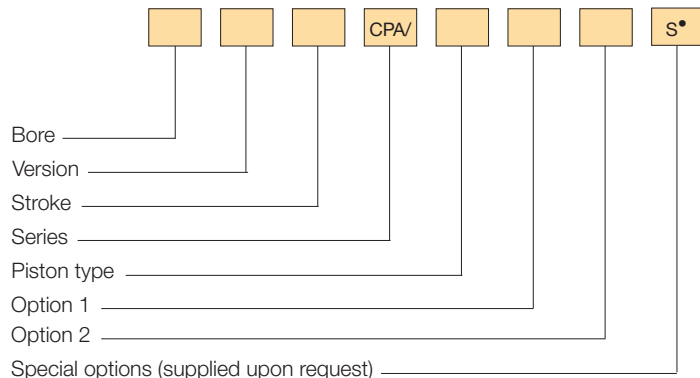 CPA/ S•
Bore
Version
Stroke
Series
Piston type
Option 1
Option 2
Special options (supplied upon request)